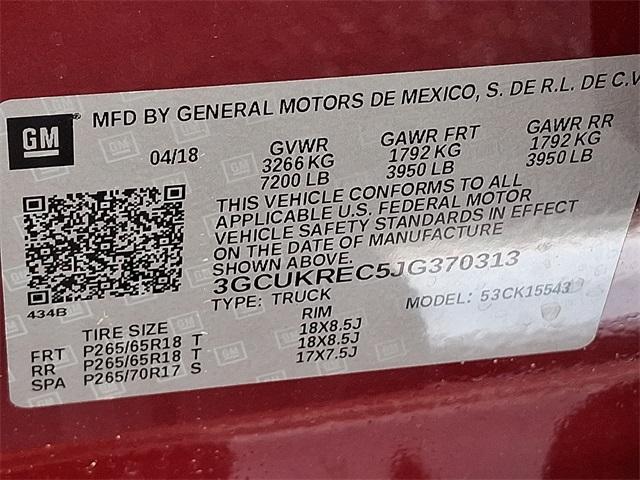 MFD BY GENERAL MOTORS DE MEXICO, S. DE R.L. DE C.V
GM
04/18
GVWR
3266 KG
7200 LB
GAWR FRT
1792 KG
3950 LB
GAWR RR
1792 KG
3950 LB
THIS VEHICLE CONFORMS TO ALL
APPLICABLE U.S. FEDERAL MOTOR
VEHICLE SAFETY STANDARDS IN EFFECT
ON THE DATE OF MANUFACTURE
SHOWN ABOVE.
3GCUKREC5JG370313
TYPE: TRUCK
MODEL: 53CK15543
434B
TIRE SIZE
RIM
FRT P265/65R18 T 18X8.5J
RR P265/65R18 T 18X8.5J
SPA P265/70R17 S 17X7.5J